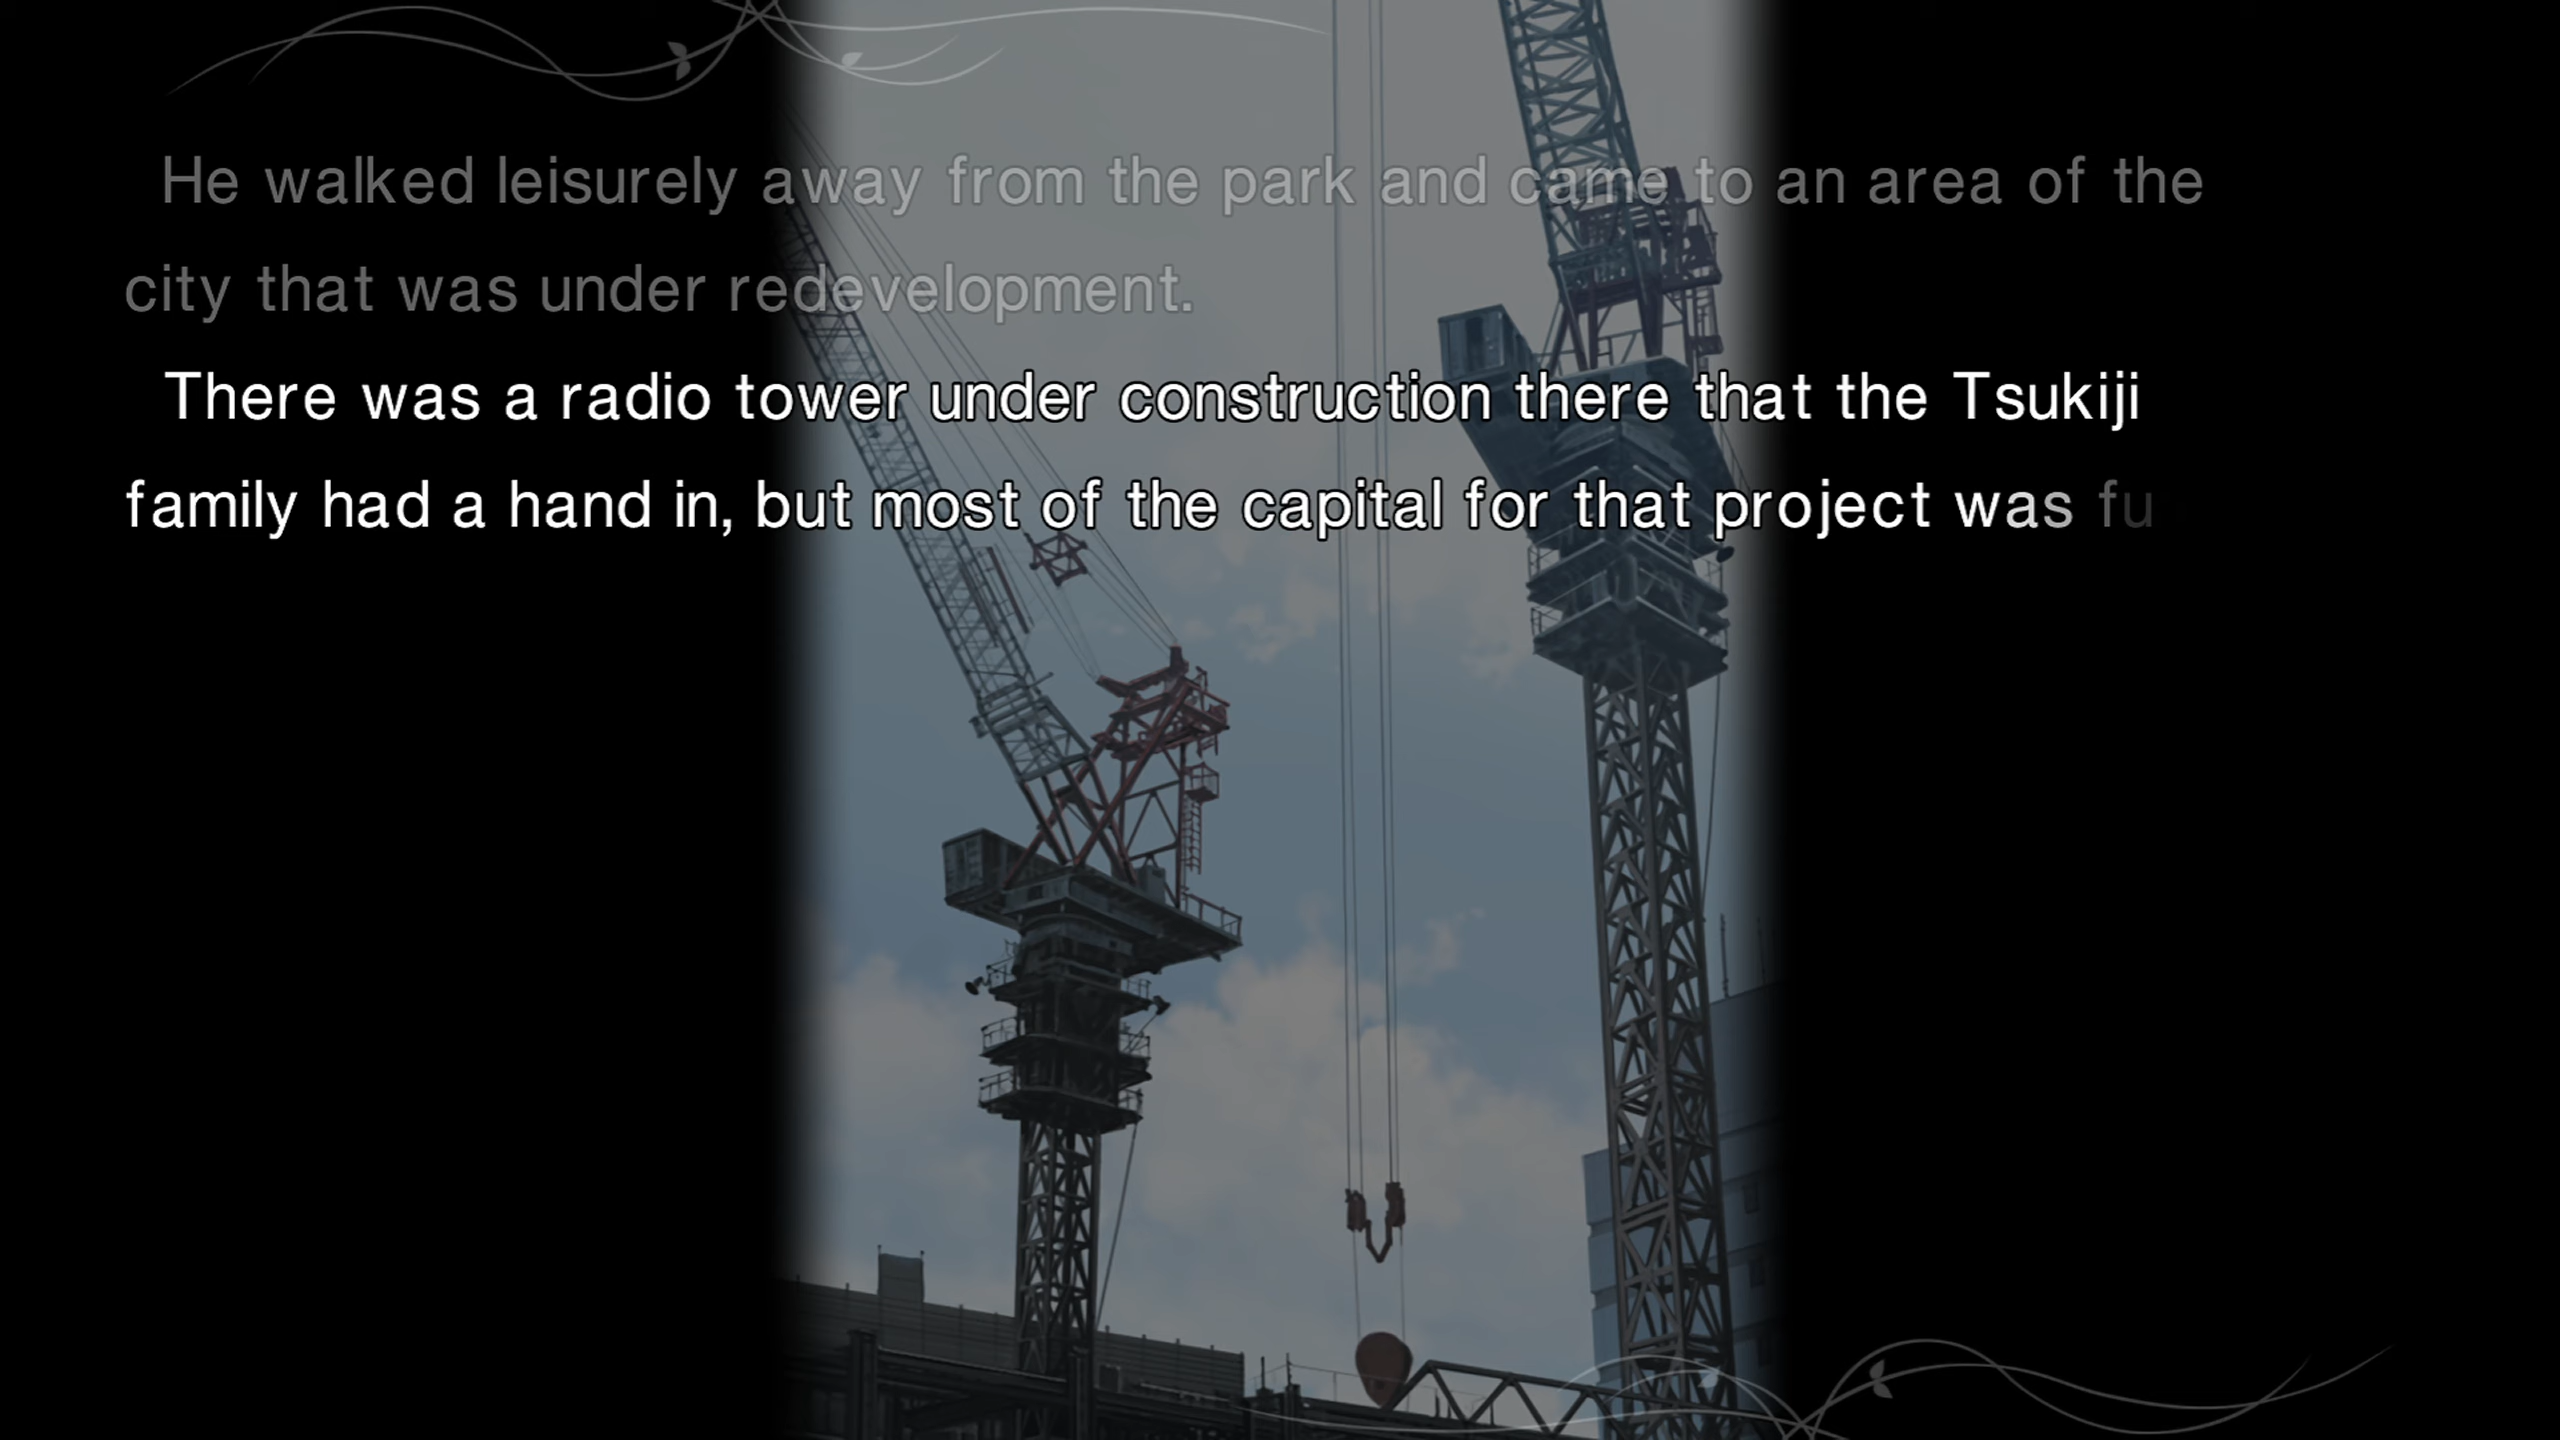 He walked leisurely away from the park and came to an area of the
city that was under redevelopment.
There was a radio tower under construction there that the Tsukiji
family had a hand in, but most of the capital for that project was fu